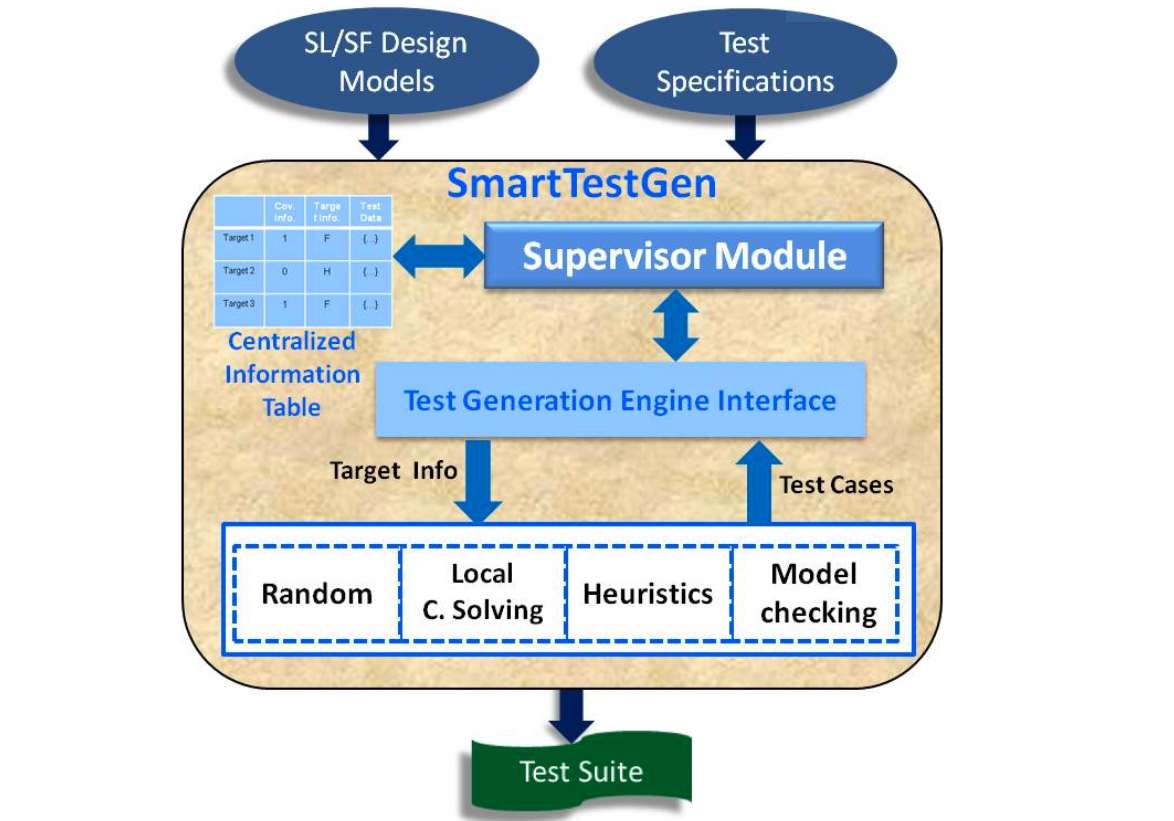 SL/SF Design
Models
Test
Specifications
SmartTestGen
Cov. Info. Targe t Info. Test Data
Target 1 1 F {...}
Target 2 0 H {...}
Target 3 1 F {...}
Supervisor Module
Centralized
Information
Table
Test Generation Engine Interface
Target Info
Test Cases
Random
Local
C. Solving
Heuristics
Model
checking
Test Suite